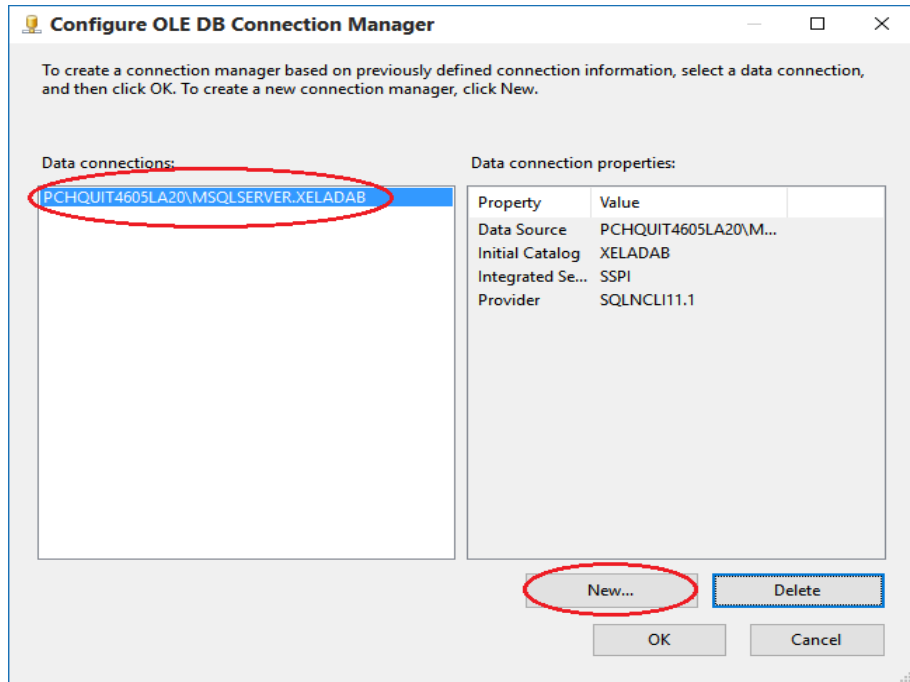 Configure OLE DB Connection Manager
To create a connection manager based on previously defined connection information, select a data connection,
and then click OK. To create a new connection manager, click New.
Data connections:
PCHQUIT4605LA20\MSQLSERVER.XELADAB
Data connection properties:
Property Value
Data Source PCHQUIT4605LA20\M...
Initial Catalog XELADAB
Integrated Se... SSPI
Provider SQLNCLI11.1
New... Delete
OK Cancel